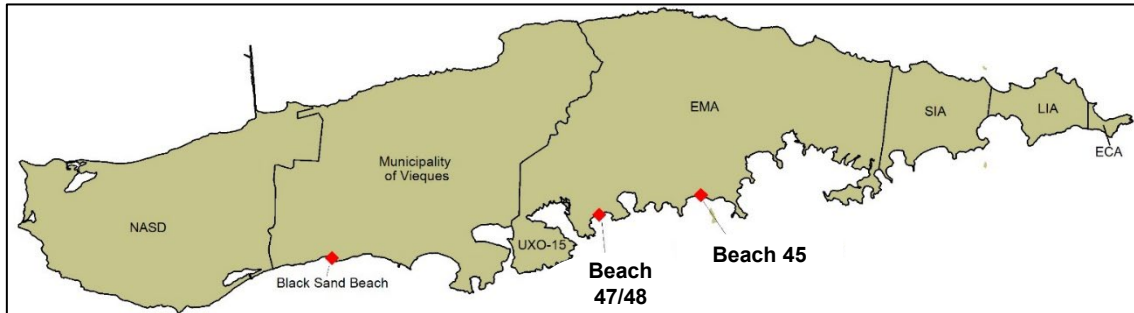 EMA
SIA
LIA
ECA
Municipality
of Vieques
NASD
UXO-15
Beach 45
Beach
47/48
Black Sand Beach